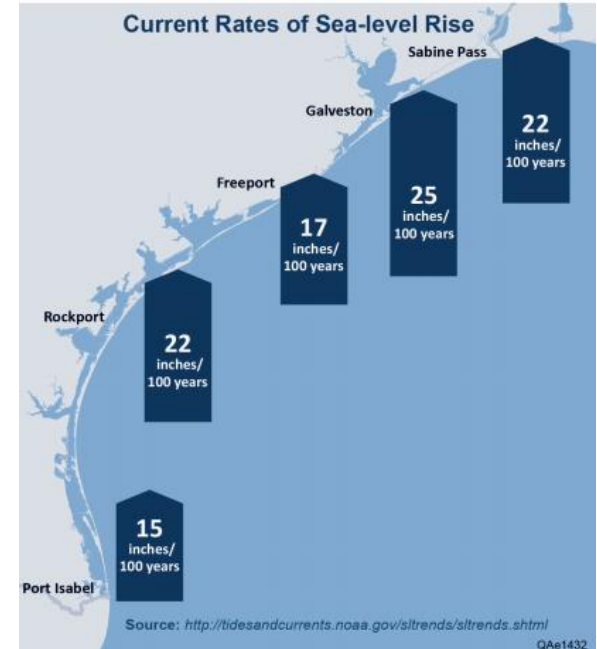 Current Rates of Sea-level Rise
Sabine Pass
22
inches/
100 years
Galveston
25
inches/
100 years
Freeport
17
inches/
100 years
Rockport
22
inches/
100 years
15
inches/
100 years
Port Isabel
Source: http://tidesandcurrents.noaa.gov/sltrends/sltrends.shtml
QAe1432